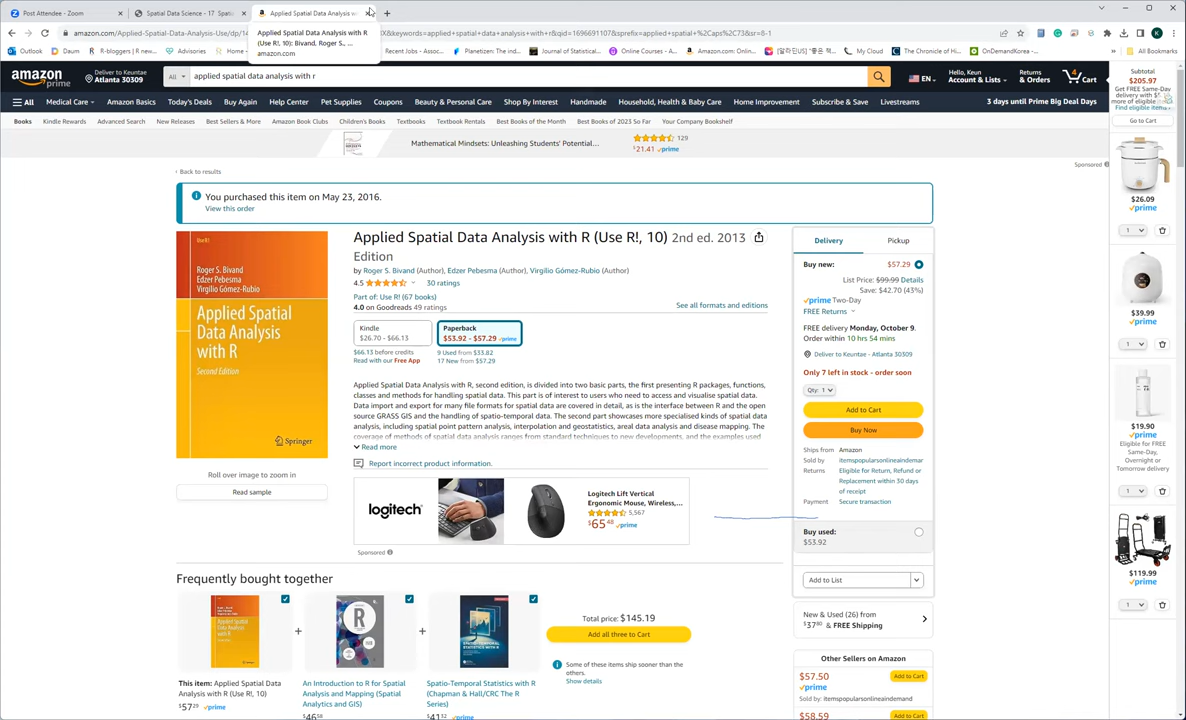 Post Attendee - Zoom
Spatial Data Science - 17 Spati
Applied Spatial Data Analysis wi
Applied Spatial Data Analysis with R
(Use R!, 10): Bivand, Roger S., ...
amazon.com
amazon.com/Applied-Spatial-Data-Analysis-Use/dp/14
X&keywords=applied+spatial+data+analysis+with+r&qid=1696691107&sprefix=applied+spatial+%2Caps%2C73&sr=8-1
Outlook
Daum
R-bloggers | R new...
Advisories
Home -
Recent Jobs - Assoc...
Planetizen: The ind...
Journal of Statistical...
Online Courses - A...
Amazon.com: Onlin...
My Cloud
The Chronicle of Hi...
OnDemandKorea -
All Bookmarks
amazon
prime
Deliver to Keuntae
Atlanta 30309
All
applied spatial data analysis with r
EN
Hello, Keun
Account & Lists
Returns
& Orders
4
Cart
All
Medical Care
Amazon Basics
Today's Deals
Buy Again
Help Center
Pet Supplies
Coupons
Beauty & Personal Care
Shop By Interest
Handmade
Household, Health & Baby Care
Home Improvement
Subscribe & Save
Livestreams
3 days until Prime Big Deal Days
Books
Kindle Rewards
Advanced Search
New Releases
Best Sellers & More
Amazon Book Clubs
Children's Books
Textbooks
Textbook Rentals
Best Books of the Month
Best Books of 2023 So Far
Your Company Bookshelf
Mathematical Mindsets: Unleashing Students' Potential...
129
$21.41 prime
Sponsored
‹ Back to results
You purchased this item on May 23, 2016.
View this order
Use R!
Roger S. Bivand
Edzer Pebesma
Virgilio Gómez-Rubio
Applied Spatial
Data Analysis
with R
Second Edition
Springer
Roll over image to zoom in
Read sample
Applied Spatial Data Analysis with R (Use R!, 10) 2nd ed. 2013
Edition
by Roger S. Bivand (Author), Edzer Pebesma (Author), Virgilio Gómez-Rubio (Author)
4.5
30 ratings
Part of: Use R! (67 books)
4.0 on Goodreads 49 ratings
See all formats and editions
Kindle
$26.70 - $66.13
Paperback
$53.92 - $57.29 prime
$66.13 before credits
Read with our Free App
9 Used from $33.82
17 New from $57.29
Applied Spatial Data Analysis with R, second edition, is divided into two basic parts, the first presenting R packages, functions,
classes and methods for handling spatial data. This part is of interest to users who need to access and visualise spatial data.
Data import and export for many file formats for spatial data are covered in detail, as is the interface between R and the open
source GRASS GIS and the handling of spatio-temporal data. The second part showcases more specialised kinds of spatial data
analysis, including spatial point pattern analysis, interpolation and geostatistics, areal data analysis and disease mapping. The
coverage of methods of spatial data analysis ranges from standard techniques to new developments, and the examples used
Read more
Report incorrect product information.
logitech
Logitech Lift Vertical
Ergonomic Mouse, Wireless,...
5,567
$65 48 prime
Sponsored
Delivery
Pickup
Buy new:
$57.29
List Price: $99.99 Details
Save: $42.70 (43%)
prime Two-Day
FREE Returns
FREE delivery Monday, October 9.
Order within 10 hrs 54 mins
Deliver to Keuntae - Atlanta 30309
Only 7 left in stock - order soon
Qty: 1
Add to Cart
Buy Now
Ships from Amazon
Sold by itemspopularonlineaindemar
Returns Eligible for Return, Refund or
Replacement within 30 days
of receipt
Payment Secure transaction
Buy used:
$53.92
Add to List
New & Used (26) from
$37 80 & FREE Shipping
Other Sellers on Amazon
$57.50
prime
Add to Cart
Sold by: itemspopularonlineaindemand
$58.59
Add to Cart
Frequently bought together
This item: Applied Spatial Data
Analysis with R (Use R!, 10)
$57 29 prime
An Introduction to R for Spatial
Analysis and Mapping (Spatial
Analytics and GIS)
$46 58
Spatio-Temporal Statistics with R
(Chapman & Hall/CRC The R
Series)
$41 32 prime
Total price: $145.19
Add all three to Cart
Some of these items ship sooner than the
others.
Show details
Subtotal
$205.97
Get FREE Same-Day
Find eligible items
Go to Cart
$26.09
prime
1
$39.99
prime
1
$19.90
prime
Eligible for FREE
Same-Day,
Overnight or
Tomorrow delivery
1
$119.99
prime
1